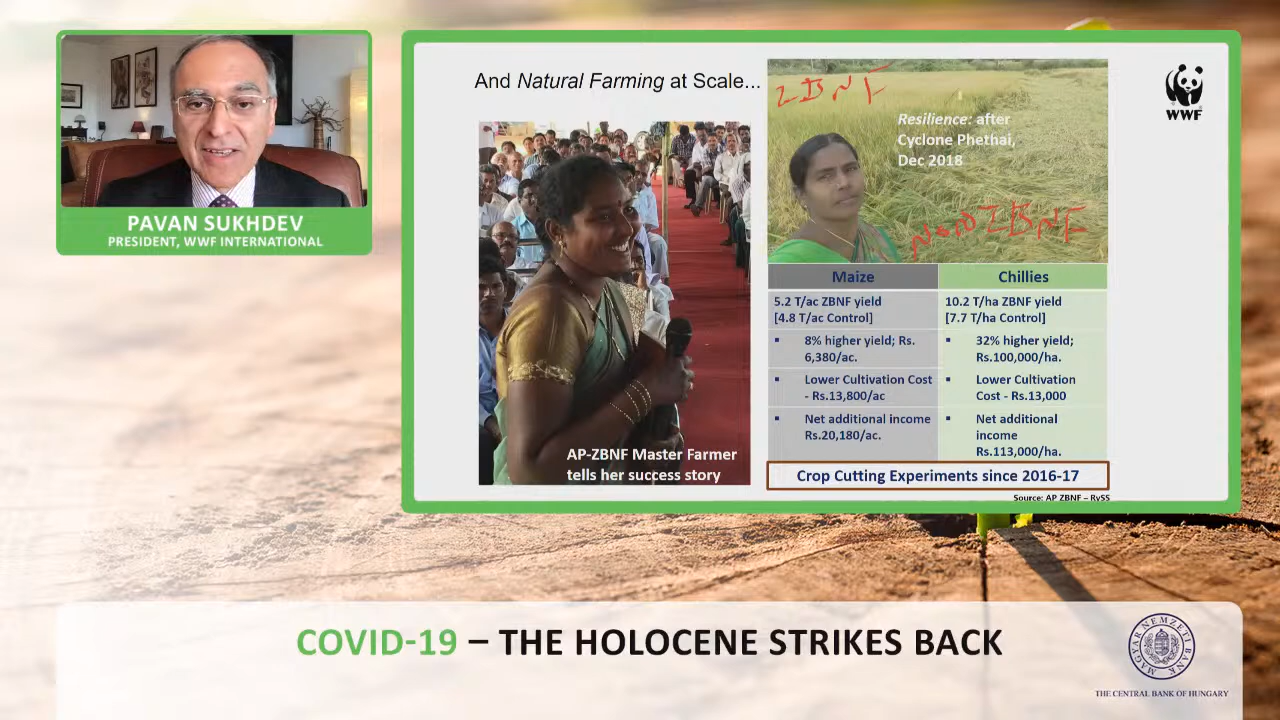 PAVAN SUKHDEV
PRESIDENT, WWF INTERNATIONAL
And Natural Farming at Scale...
AP-ZBNF Master Farmer
tells her success story
ZBNF
Resilience: after
Cyclone Phethai,
Dec 2018
Non ZBNF
WWF
Maize
Chillies
5.2 T/ac ZBNF yield
[4.8 T/ac Control]
10.2 T/ha ZBNF yield
[7.7 T/ha Control]
▪ 8% higher yield; Rs.
6,380/ac.
▪ 32% higher yield;
Rs.100,000/ha.
▪ Lower Cultivation Cost
- Rs.13,800/ac
▪ Lower Cultivation
Cost - Rs.13,000
▪ Net additional income
Rs.20,180/ac.
▪ Net additional
income
Rs.113,000/ha.
Crop Cutting Experiments since 2016-17
Source: AP ZBNF – RySS
COVID-19 – THE HOLOCENE STRIKES BACK
MAGYAR NEMZETI BANK
THE CENTRAL BANK OF HUNGARY